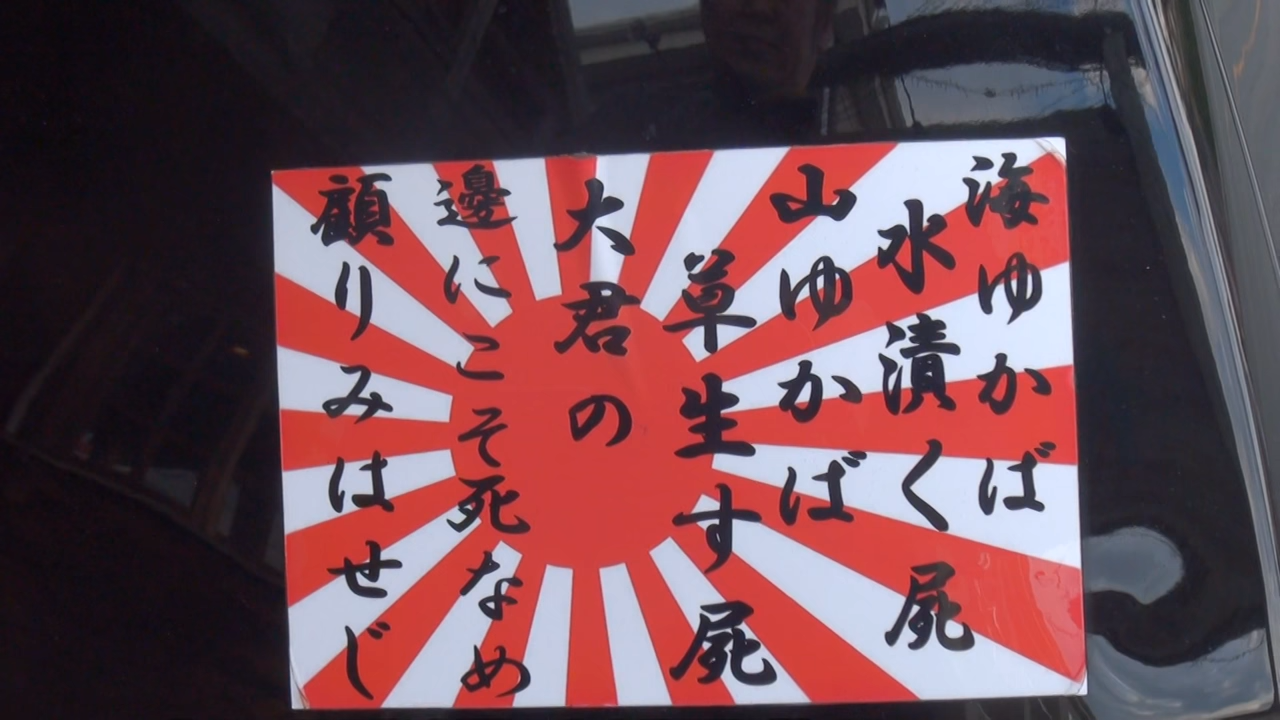 海ゆかば
水漬く屍
山ゆかば
草生す屍
大君の
邊にこそ死なめ
顧りみはせじ